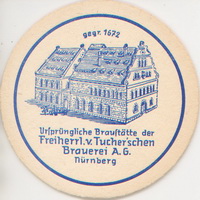 gegr. 1672
Ursprüngliche Braustätte der
Freiherrl. v. Tucher'schen
Brauerei A.G.
Nürnberg